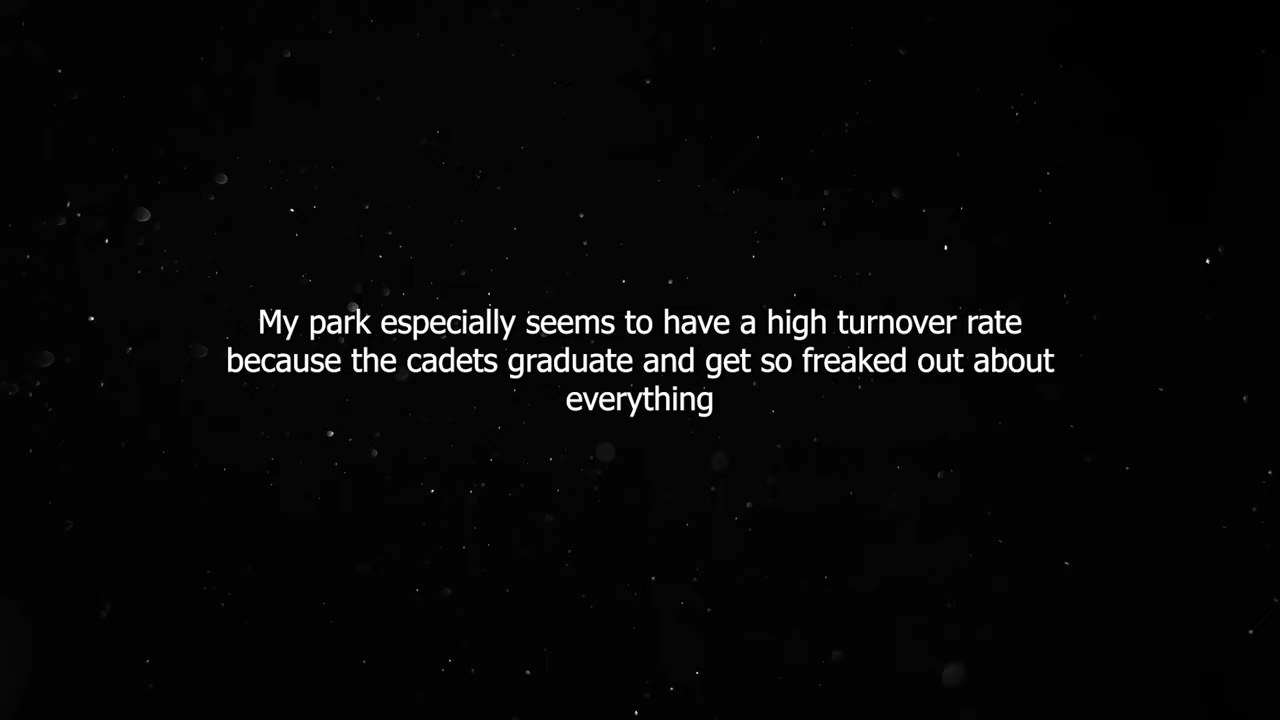 My park especially seems to have a high turnover rate
because the cadets graduate and get so freaked out about
everything